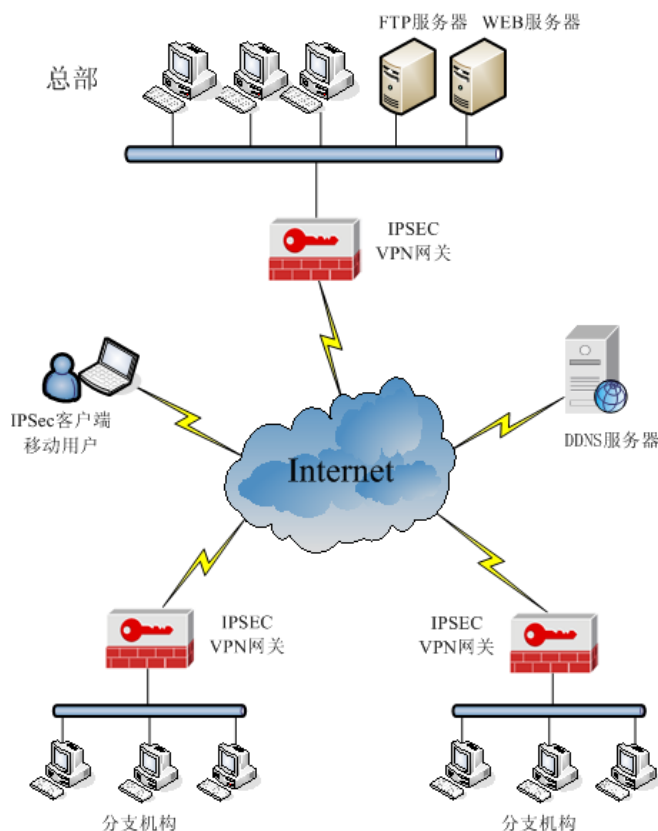 FTP服务器 WEB服务器
总部
IPSEC
VPN网关
IPSec客户端
移动用户
DDNS服务器
Internet
IPSEC
VPN网关
IPSEC
VPN网关
分支机构
分支机构